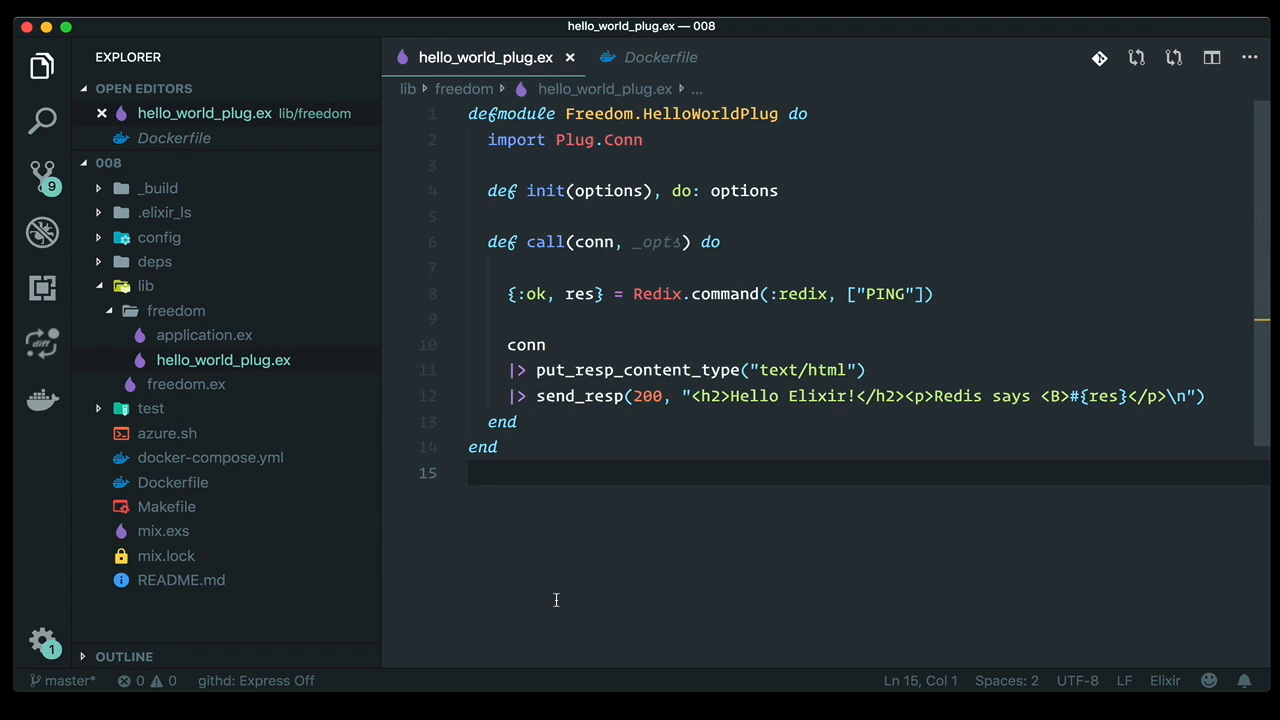 hello_world_plug.ex — 008
EXPLORER
OPEN EDITORS
hello_world_plug.ex lib/freedom
Dockerfile
008
_build
.elixir_ls
config
deps
lib
freedom
application.ex
hello_world_plug.ex
freedom.ex
test
azure.sh
docker-compose.yml
Dockerfile
Makefile
mix.exs
mix.lock
README.md
OUTLINE
9
diff
1
hello_world_plug.ex Dockerfile
lib freedom hello_world_plug.ex ...
1 defmodule Freedom.HelloWorldPlug do
2 import Plug.Conn
3
4 def init(options), do: options
5
6 def call(conn, _opts) do
7
8 {:ok, res} = Redix.command(:redix, ["PING"])
9
10 conn
11 |> put_resp_content_type("text/html")
12 |> send_resp(200, "<h2>Hello Elixir!</h2><p>Redis says <B>#{res}</p>\n")
13 end
14 end
15
master* 0 0 githd: Express Off Ln 15, Col 1 Spaces: 2 UTF-8 LF Elixir